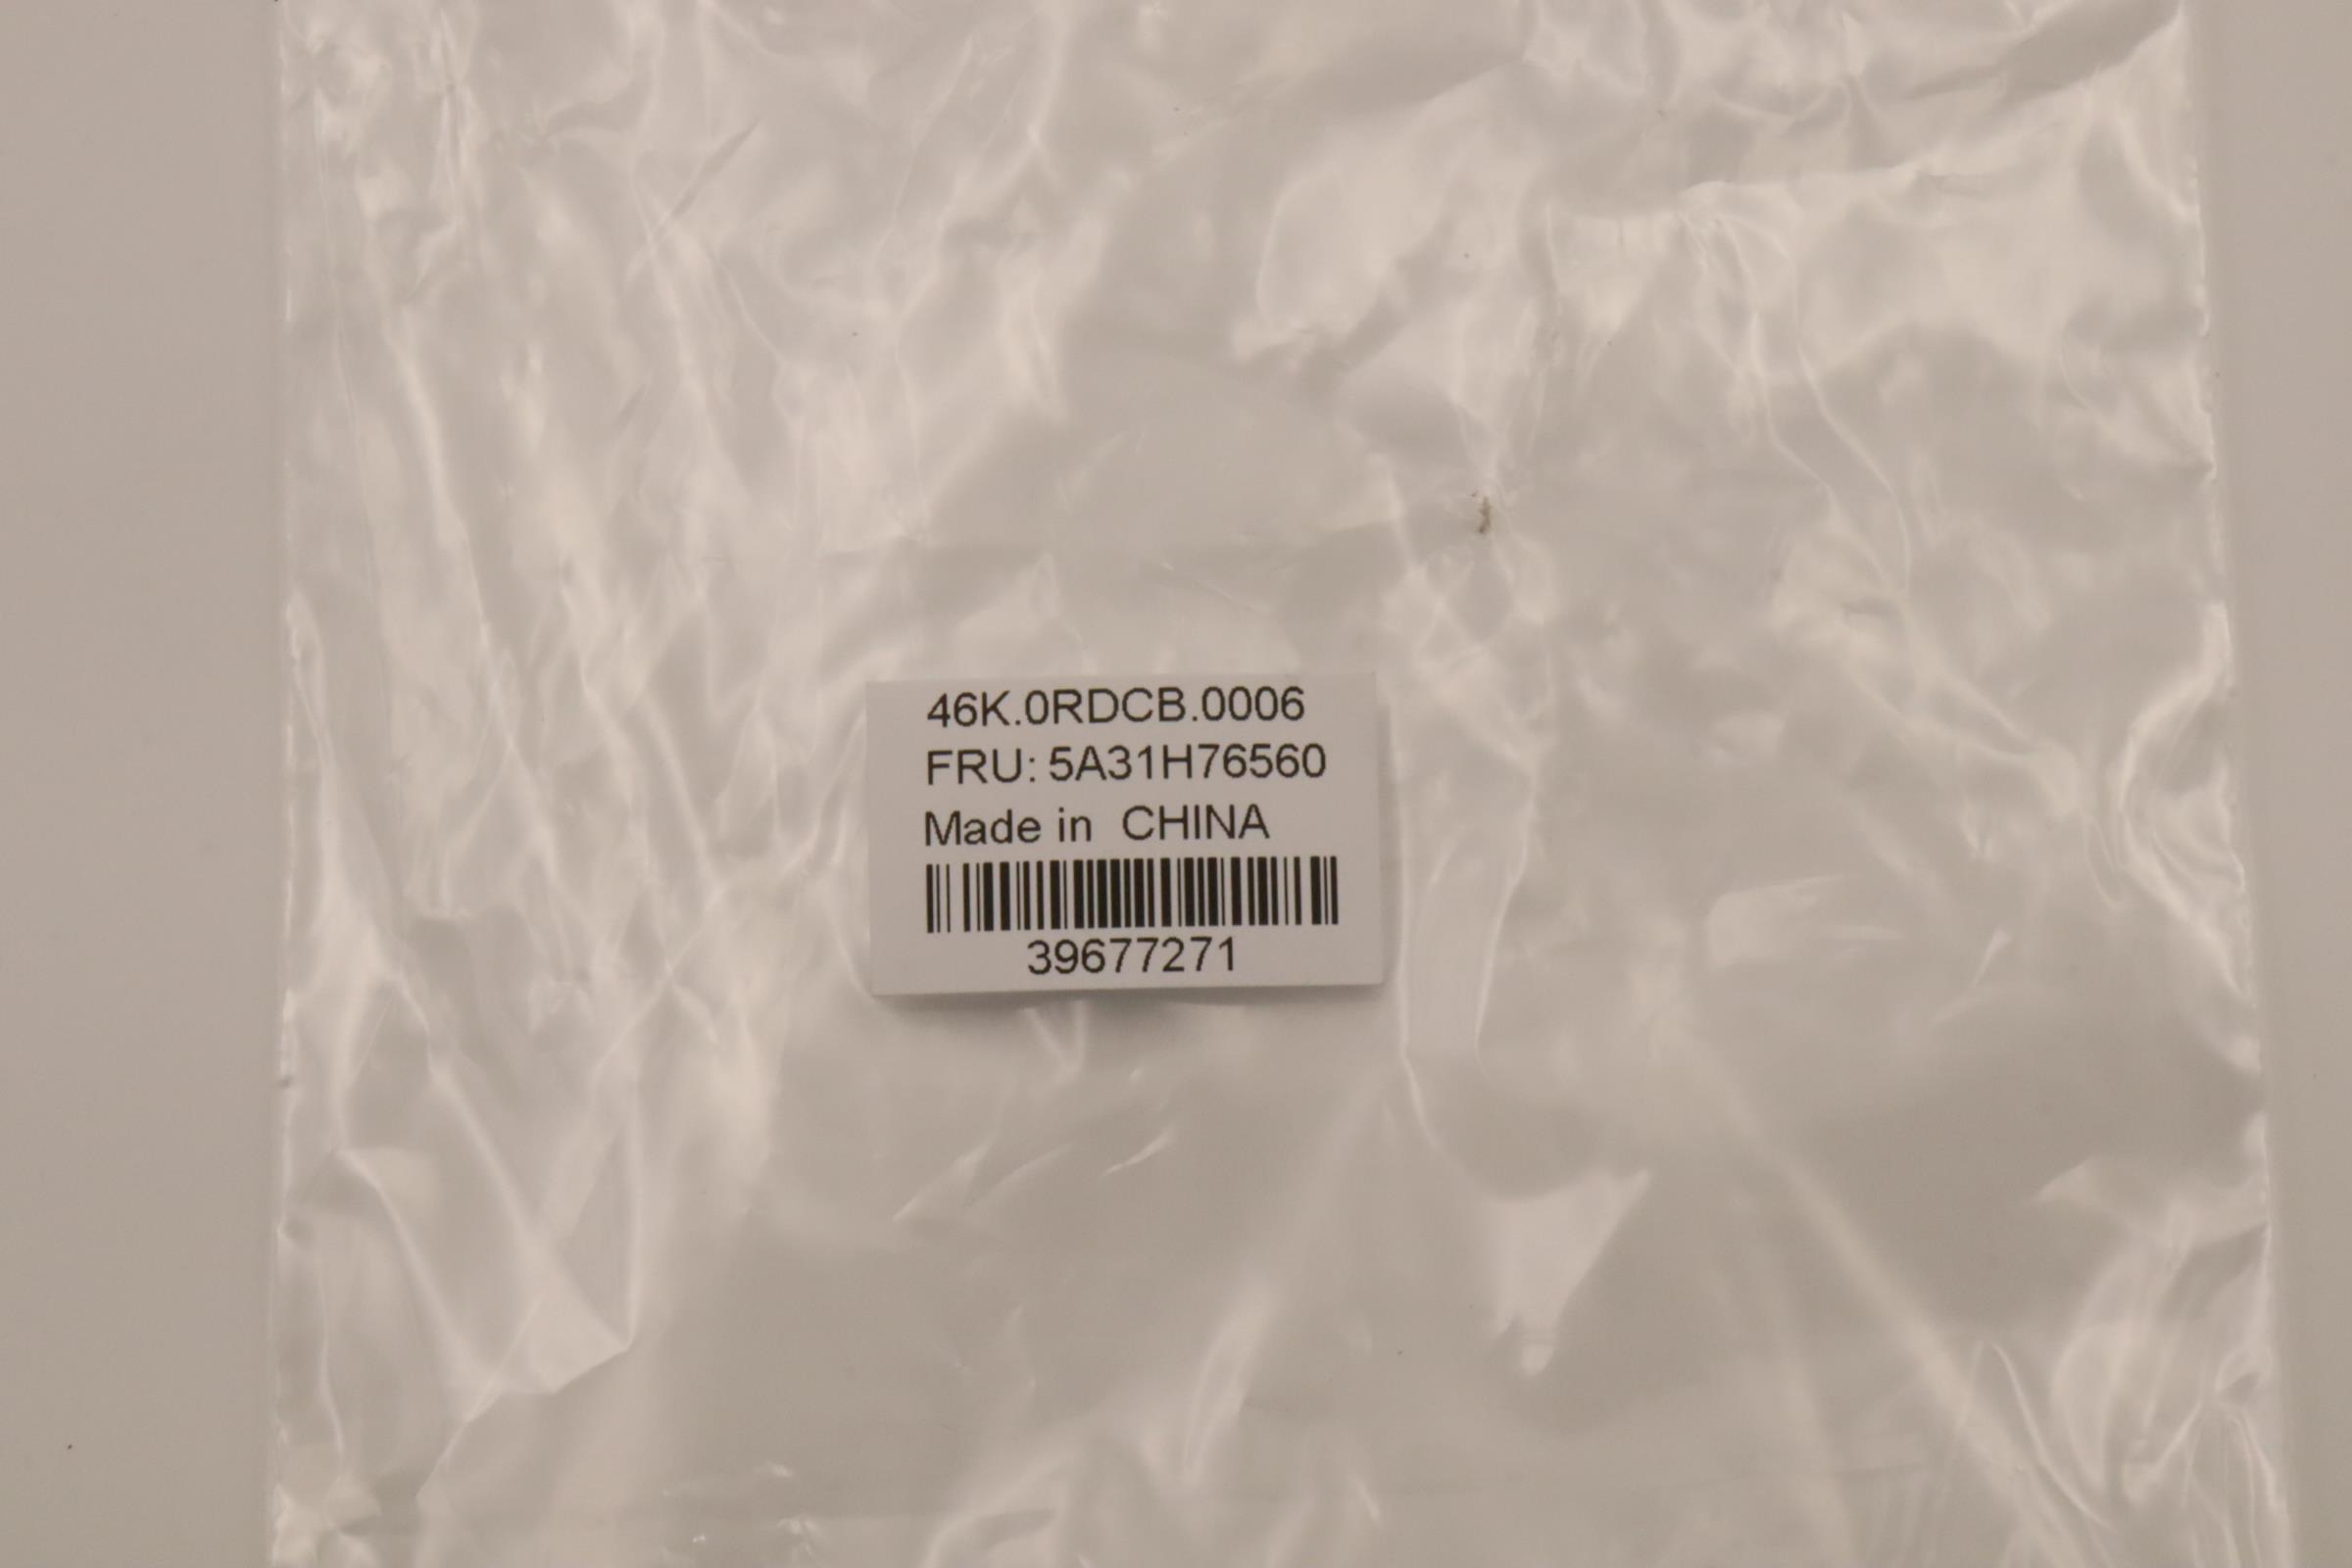 46K.0RDCB.0006
FRU: 5A31H76560
Made in CHINA
39677271